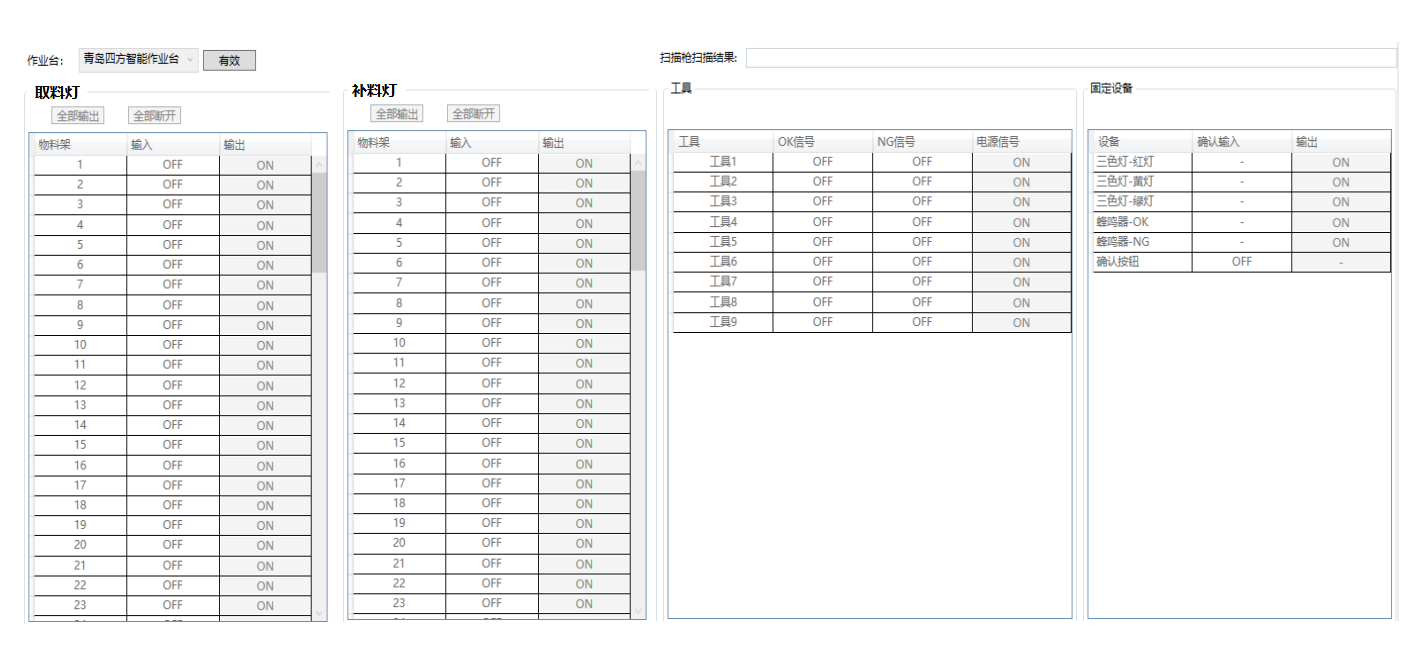 作业台： 青岛四方智能作业台 有效 扫描枪扫描结果:
取料灯 补料灯 工具 固定设备
全部输出 全部断开 全部输出 全部断开
物料架 输入 输出 物料架 输入 输出 工具 OK信号 NG信号 电源信号 设备 确认输入 输出
1 OFF ON 1 OFF ON 工具1 OFF OFF ON 三色灯-红灯 - ON
2 OFF ON 2 OFF ON 工具2 OFF OFF ON 三色灯-黄灯 - ON
3 OFF ON 3 OFF ON 工具3 OFF OFF ON 三色灯-绿灯 - ON
4 OFF ON 4 OFF ON 工具4 OFF OFF ON 蜂鸣器-OK - ON
5 OFF ON 5 OFF ON 工具5 OFF OFF ON 蜂鸣器-NG - ON
6 OFF ON 6 OFF ON 工具6 OFF OFF ON 确认按钮 OFF -
7 OFF ON 7 OFF ON 工具7 OFF OFF ON
8 OFF ON 8 OFF ON 工具8 OFF OFF ON
9 OFF ON 9 OFF ON 工具9 OFF OFF ON
10 OFF ON 10 OFF ON
11 OFF ON 11 OFF ON
12 OFF ON 12 OFF ON
13 OFF ON 13 OFF ON
14 OFF ON 14 OFF ON
15 OFF ON 15 OFF ON
16 OFF ON 16 OFF ON
17 OFF ON 17 OFF ON
18 OFF ON 18 OFF ON
19 OFF ON 19 OFF ON
20 OFF ON 20 OFF ON
21 OFF ON 21 OFF ON
22 OFF ON 22 OFF ON
23 OFF ON 23 OFF ON